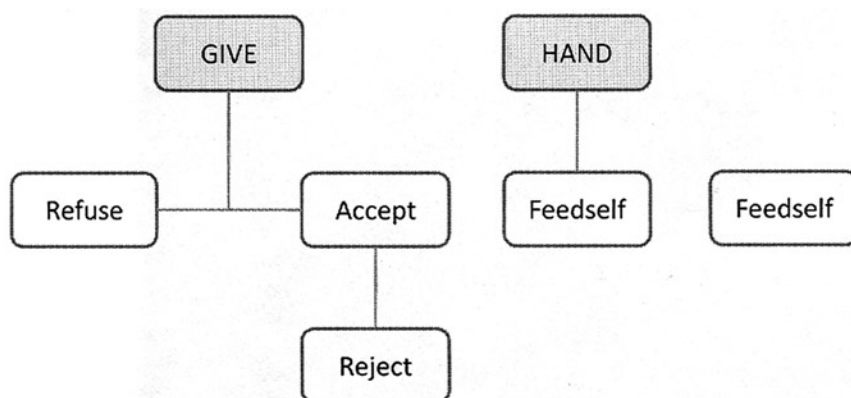 GIVE
HAND
Refuse
Accept
Feedself
Feedself
Reject